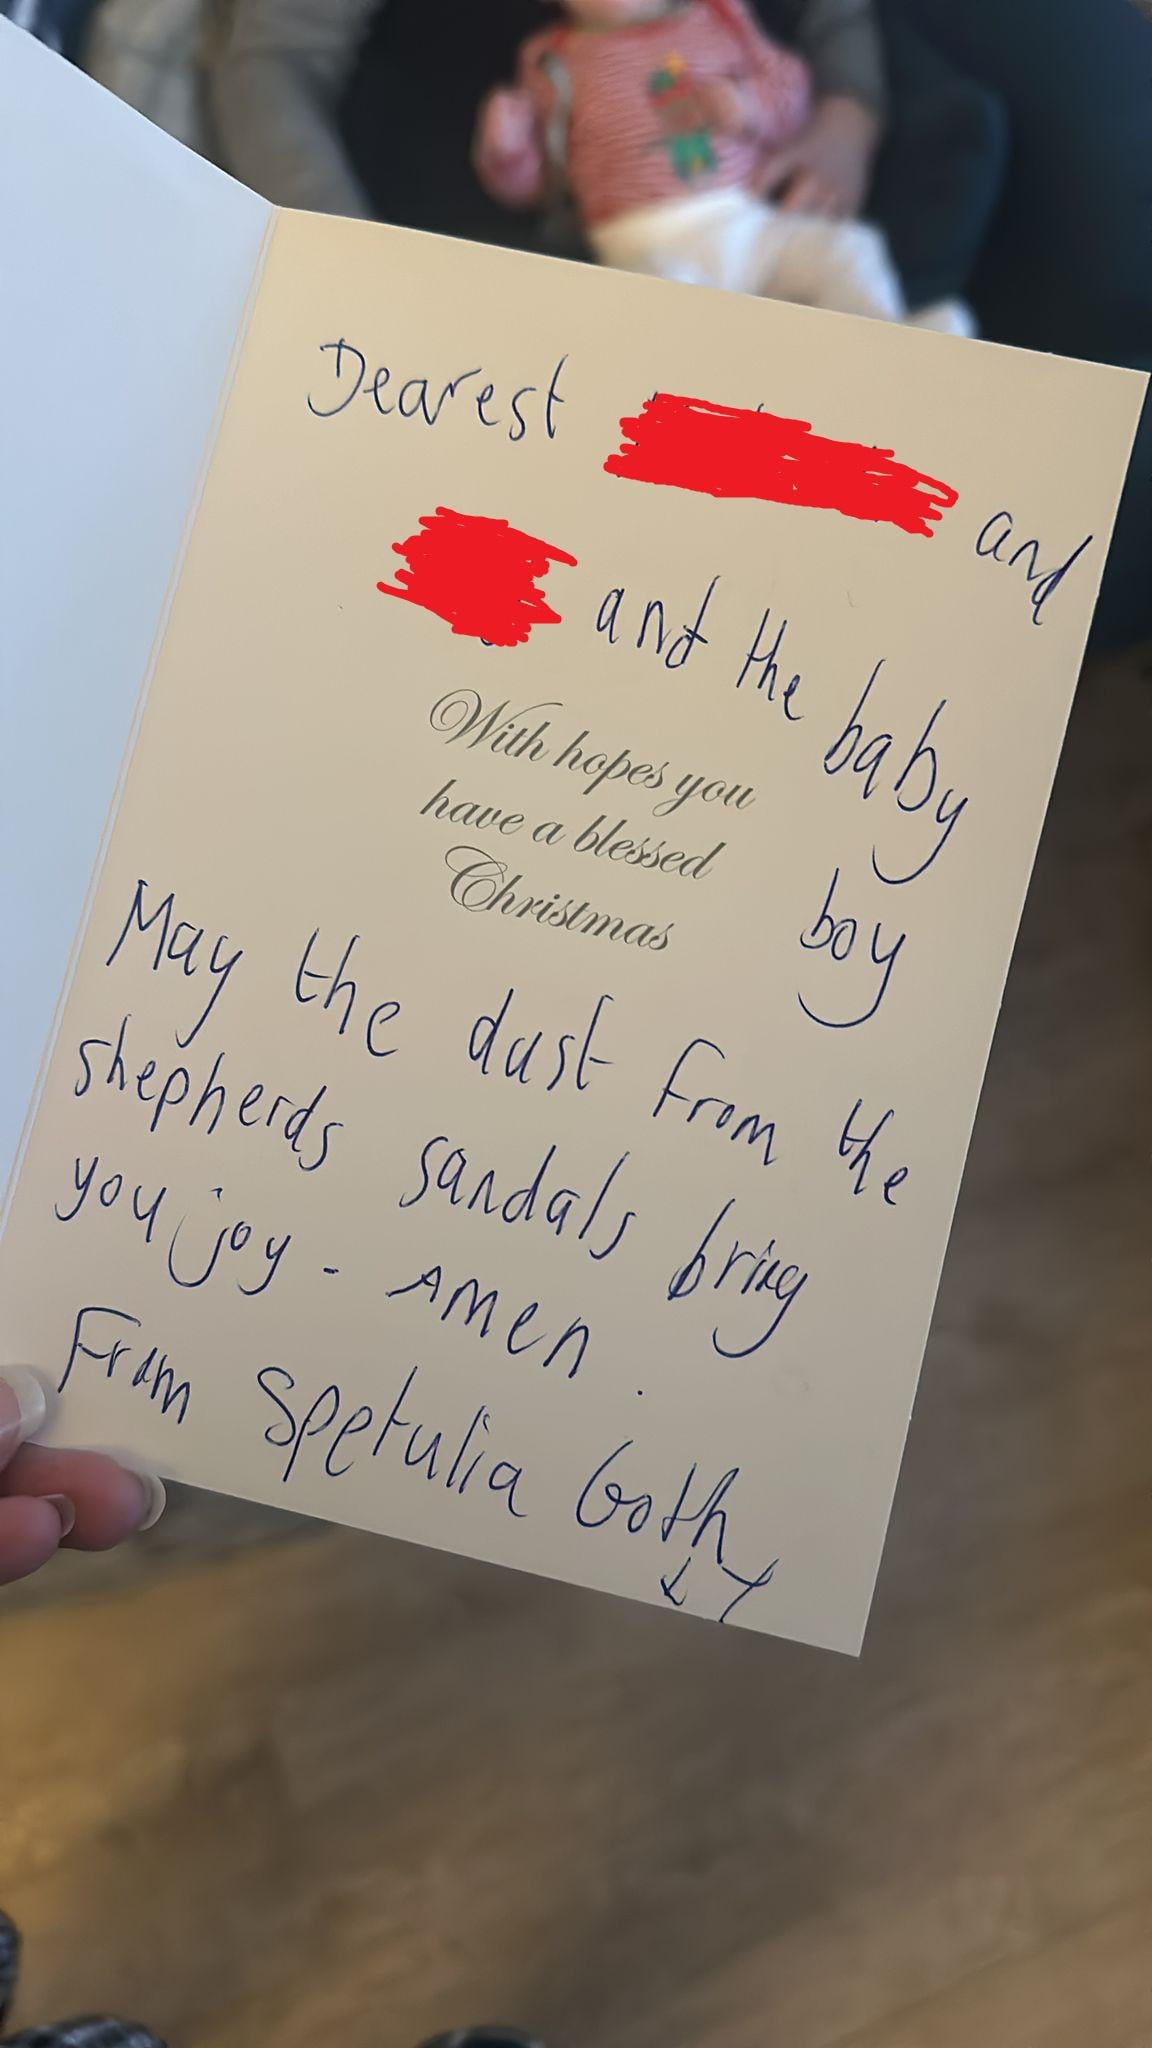 Dearest and
and the baby
boy
With hopes you
have a blessed
Christmas
May the dust from the
shepherds sandals bring
you joy - Amen.
From Spetulia Goth